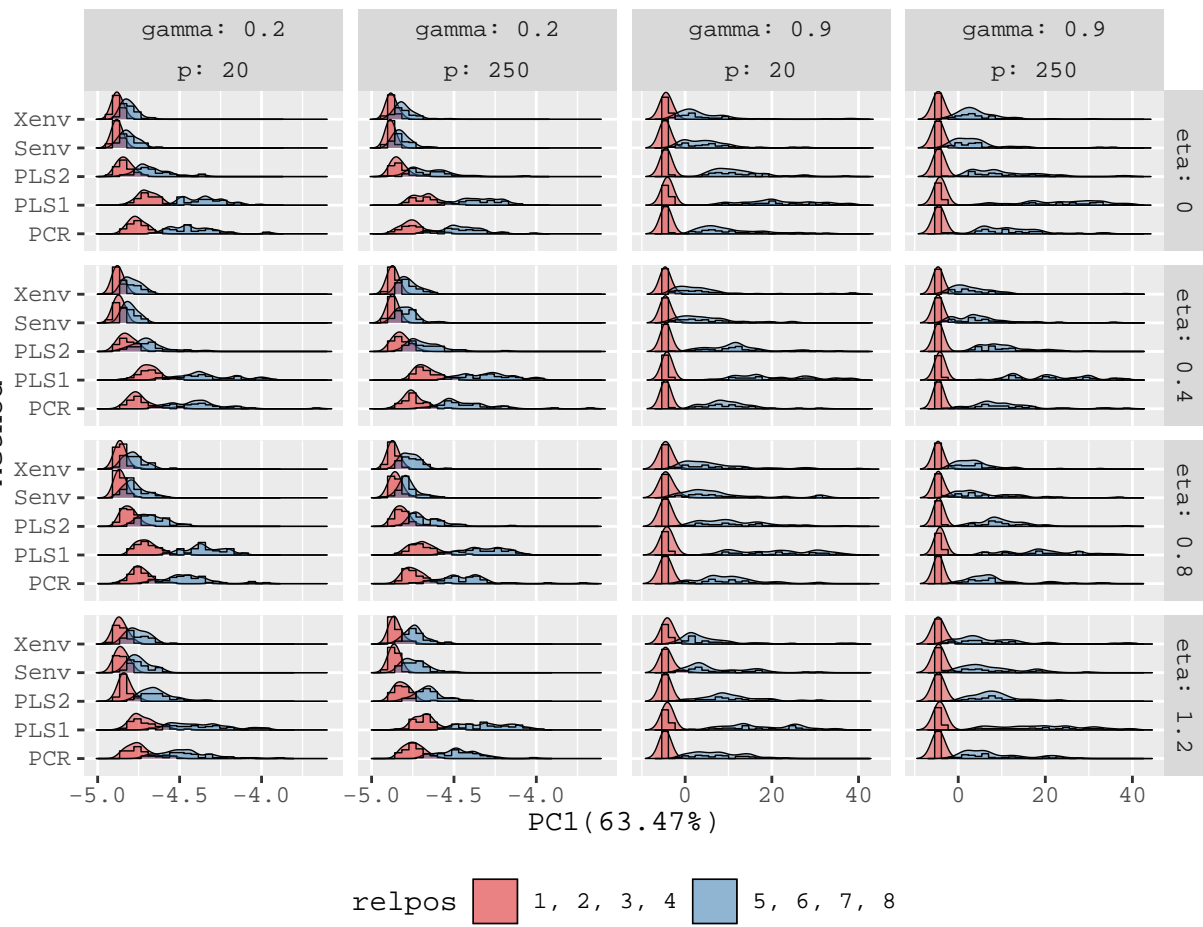 gamma: 0.2 gamma: 0.2 gamma: 0.9 gamma: 0.9
p: 20 p: 250 p: 20 p: 250
Xenv
Senv
PLS2
PLS1
PCR
eta: 0
Xenv
Senv
PLS2
PLS1
PCR
eta: 0.4
Xenv
Senv
PLS2
PLS1
PCR
eta: 0.8
Xenv
Senv
PLS2
PLS1
PCR
eta: 1.2
−5.0 −4.5 −4.0 −5.0 −4.5 −4.0 0 20 40 0 20 40
PC1(63.47%)
relpos 1, 2, 3, 4 5, 6, 7, 8